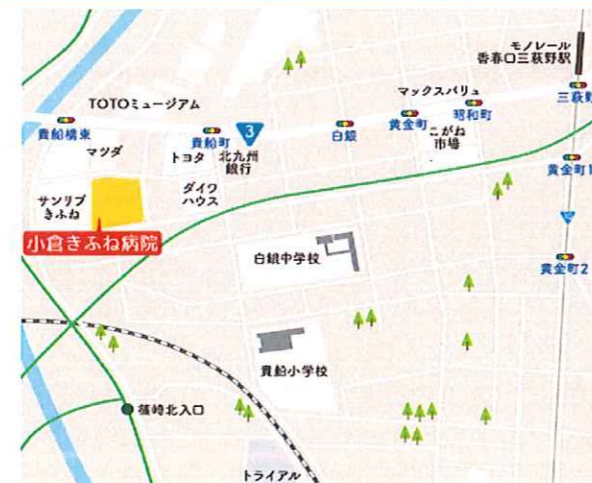 モノレール
香春口三萩野駅
マックスバリュ
三萩野
TOTOミュージアム
昭和町
貴船橋東
貴船町
3
白銀
黄金町
こがね
市場
マツダ
トヨタ
北九州
銀行
黄金町1
サンリブ
きふね
ダイワ
ハウス
小倉きふね病院
白銀中学校
黄金町2
貴船小学校
篠崎北入口
トライアル